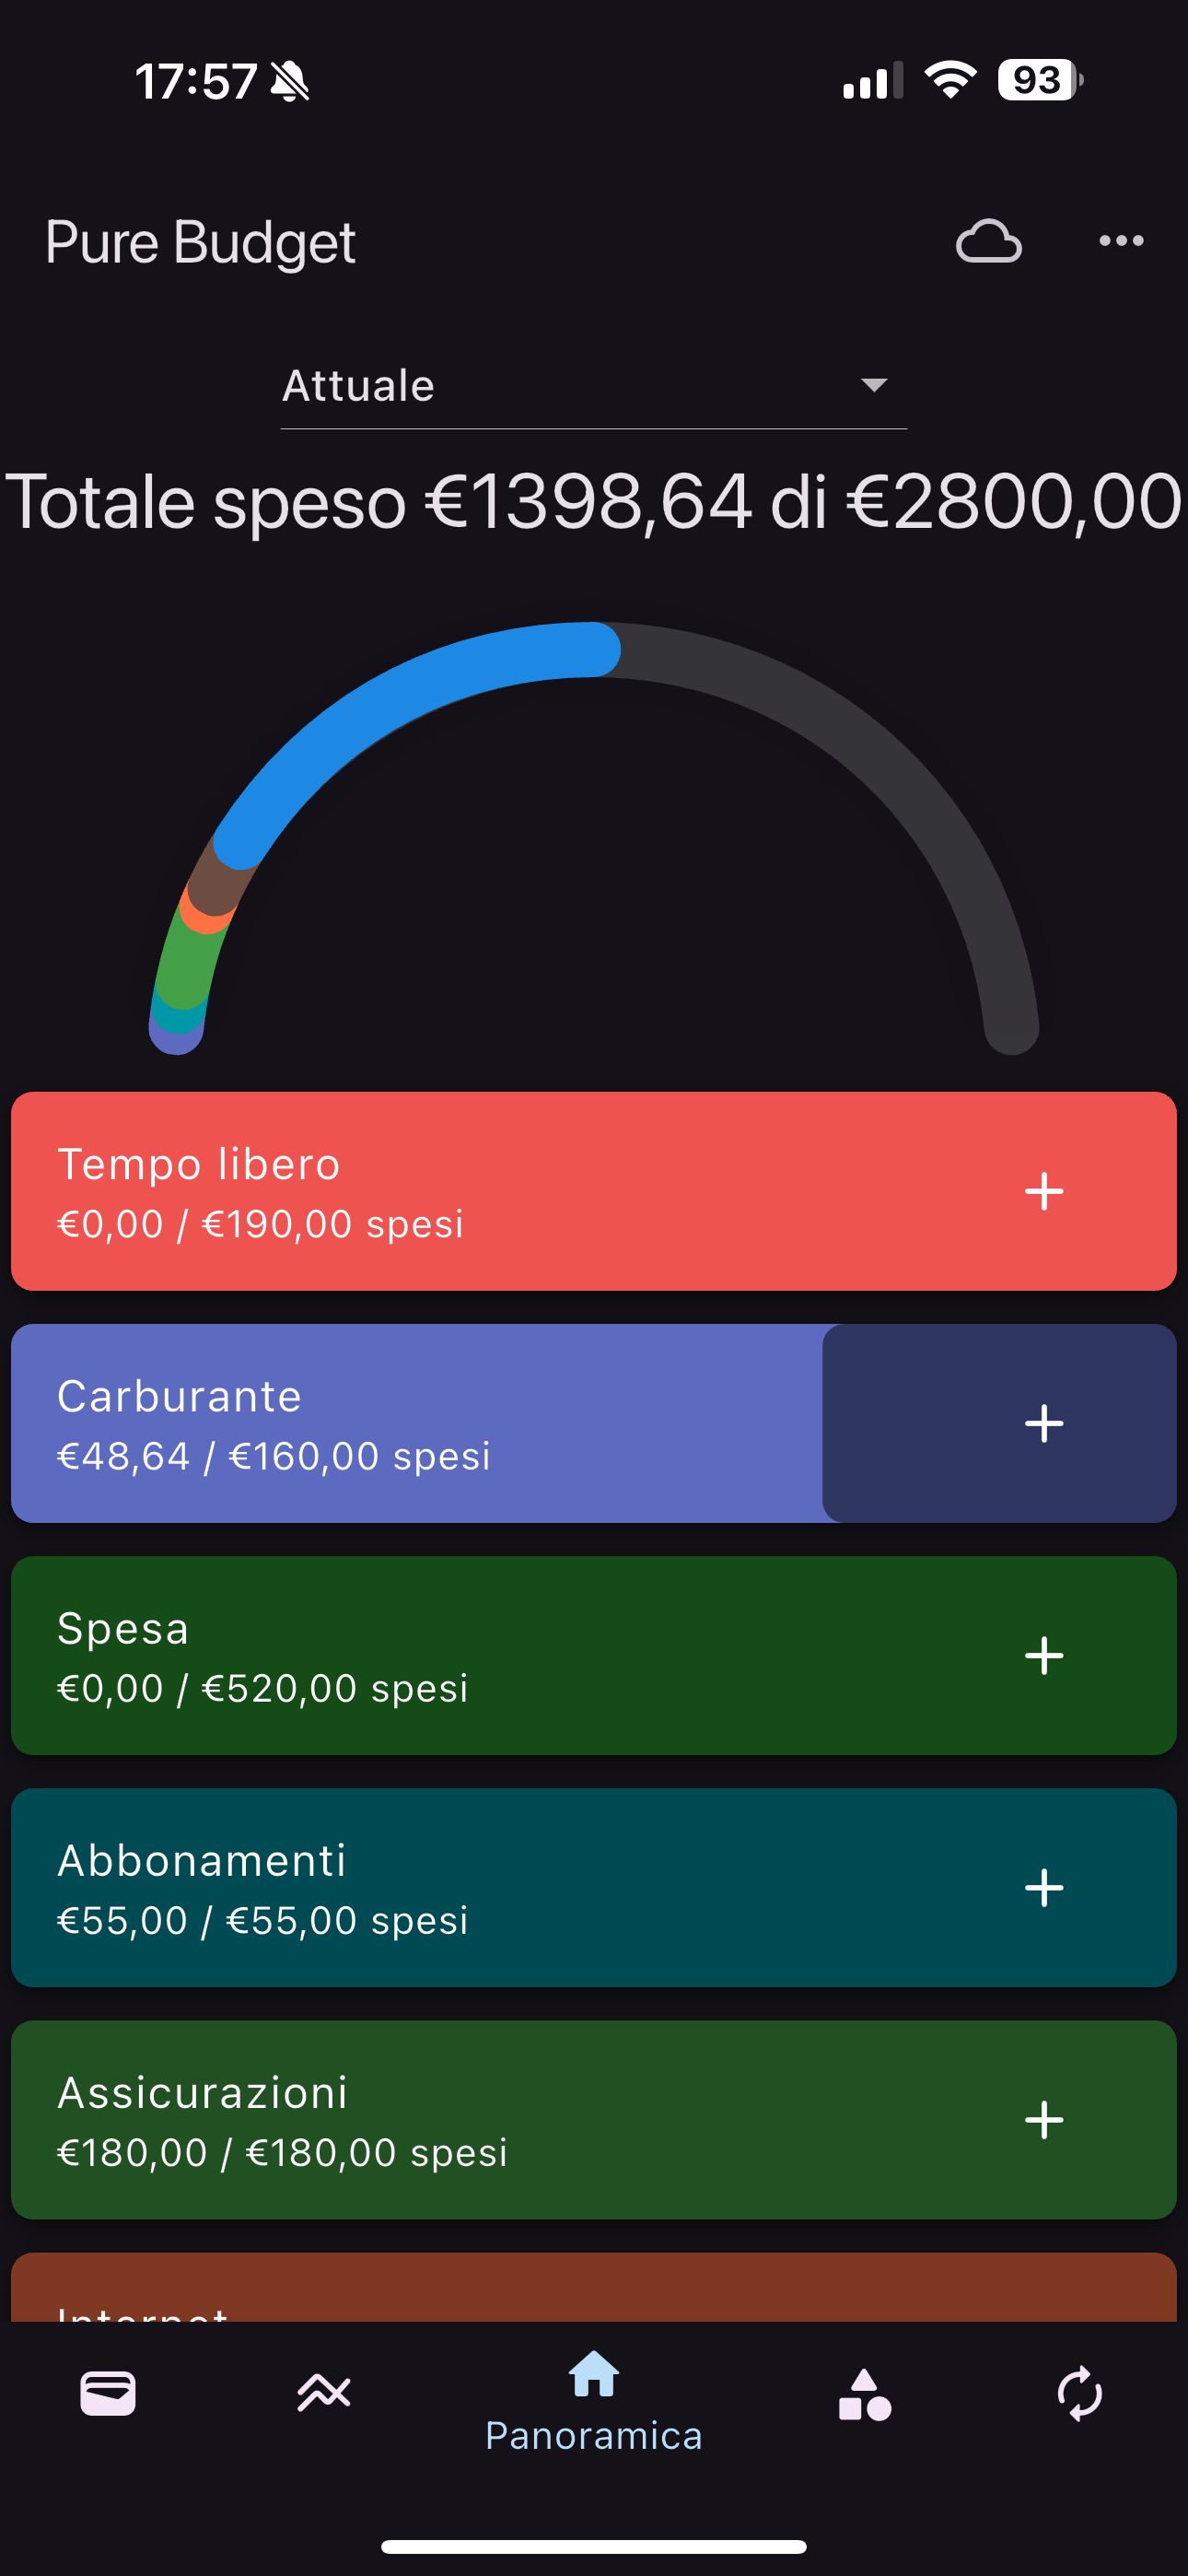 17:57
93
Pure Budget
Attuale
Totale speso €1398,64 di €2800,00
Tempo libero
€0,00 / €190,00 spesi
Carburante
€48,64 / €160,00 spesi
Spesa
€0,00 / €520,00 spesi
Abbonamenti
€55,00 / €55,00 spesi
Assicurazioni
€180,00 / €180,00 spesi
Internet
Panoramica